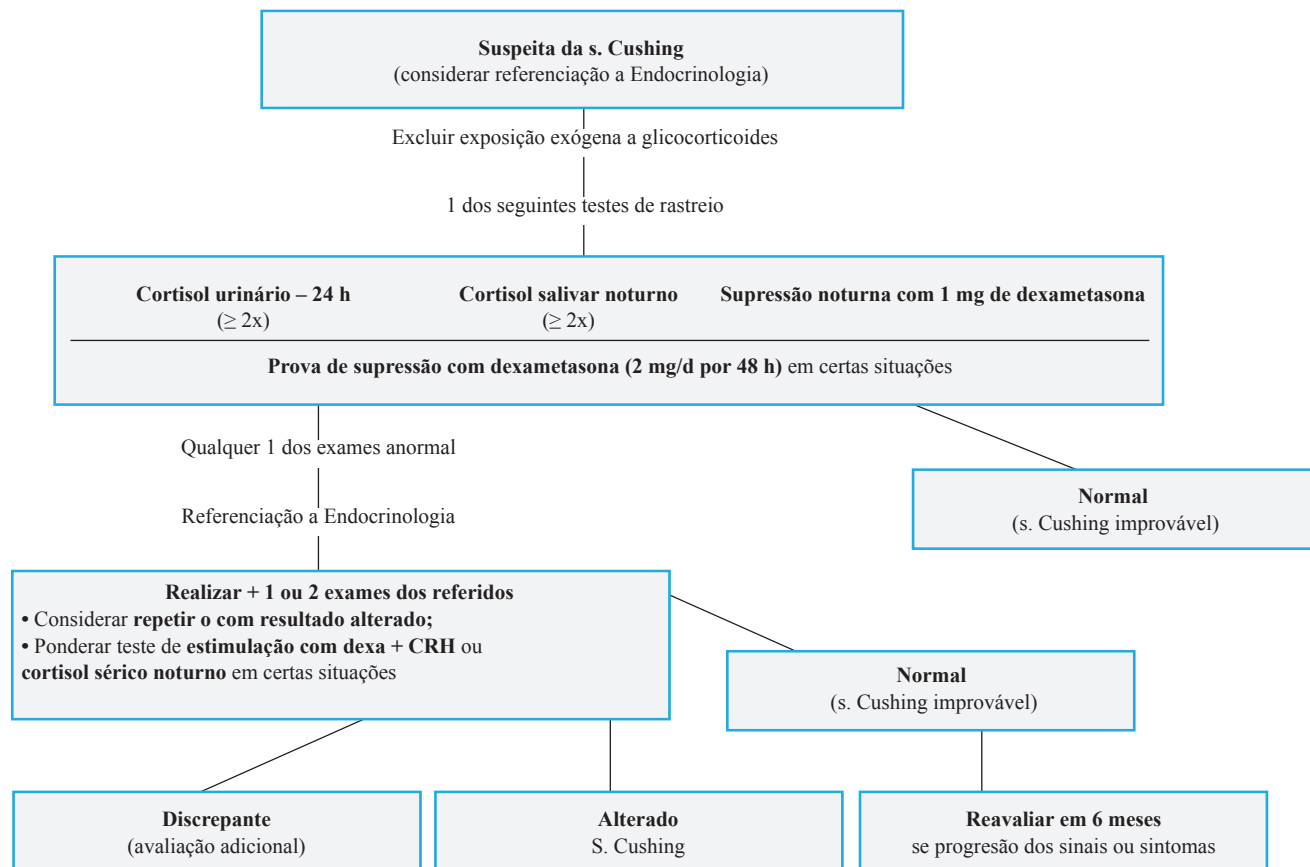 Suspeita da s. Cushing
(considerar referenciação a Endocrinologia)
Excluir exposição exógena a glicocorticoides
1 dos seguintes testes de rastreio
Cortisol urinário – 24 h
(≥ 2x)
Cortisol salivar noturno
(≥ 2x)
Supressão noturna com 1 mg de dexametasona
Prova de supressão com dexametasona (2 mg/d por 48 h) em certas situações
Qualquer 1 dos exames anormal
Referenciação a Endocrinologia
Normal
(s. Cushing improvável)
Realizar + 1 ou 2 exames dos referidos
• Considerar repetir o com resultado alterado;
• Ponderar teste de estimulação com dexa + CRH ou
cortisol sérico noturno em certas situações
Normal
(s. Cushing improvável)
Discrepante
(avaliação adicional)
Alterado
S. Cushing
Reavaliar em 6 meses
se progresão dos sinais ou sintomas